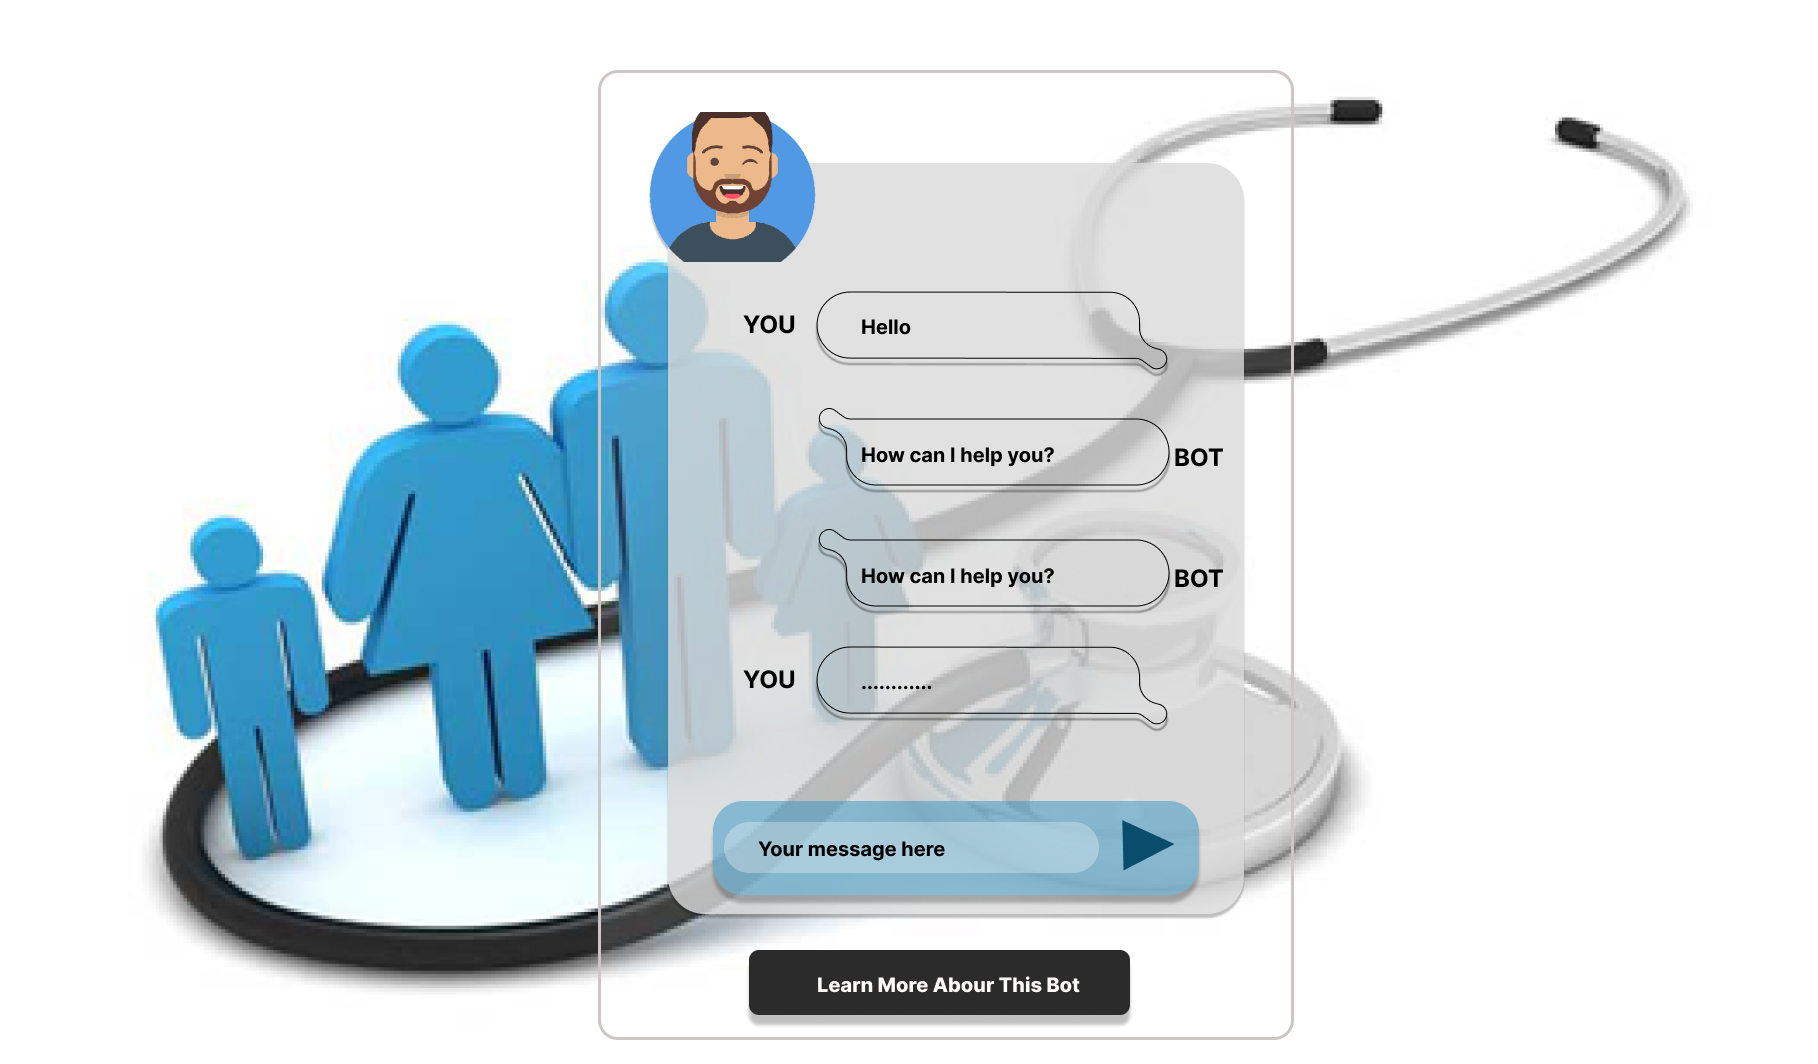 YOU
Hello
How can I help you?
BOT
How can I help you?
BOT
YOU
............
Your message here
Learn More Abour This Bot